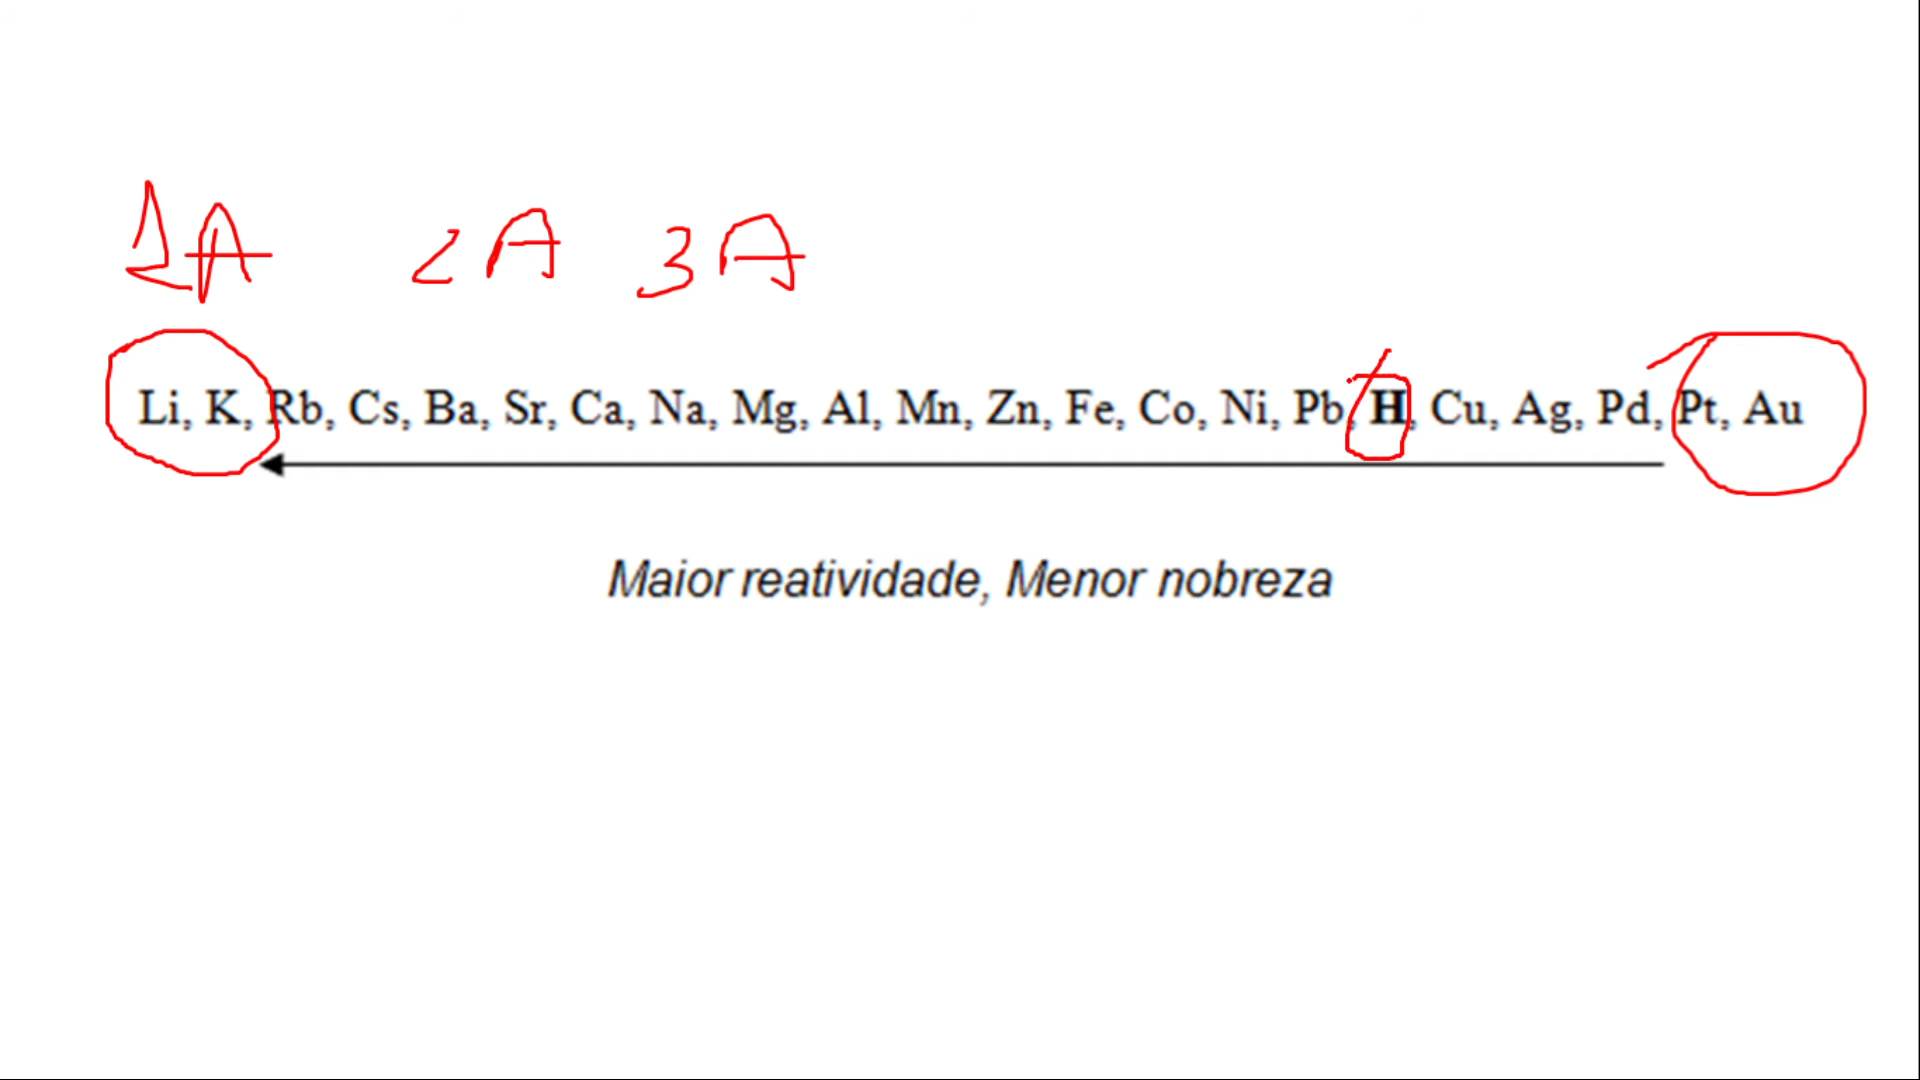 1A 2A 3A
Li, K, Rb, Cs, Ba, Sr, Ca, Na, Mg, Al, Mn, Zn, Fe, Co, Ni, Pb, H, Cu, Ag, Pd, Pt, Au
Maior reatividade, Menor nobreza